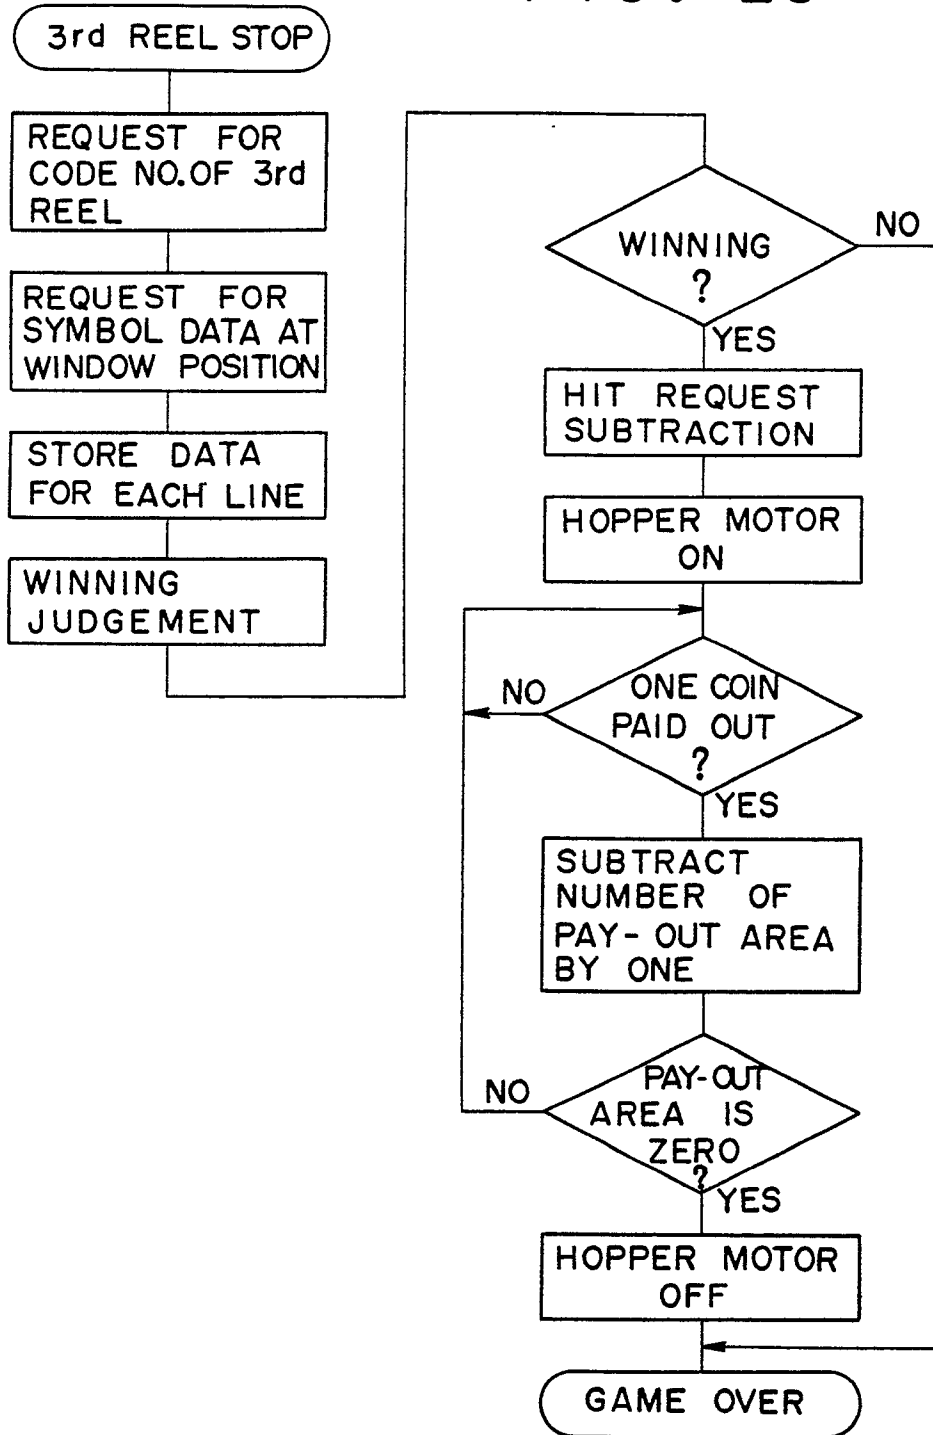 3rd REEL STOP
REQUEST FOR
CODE NO. OF 3rd
REEL
REQUEST FOR
SYMBOL DATA AT
WINDOW POSITION
STORE DATA
FOR EACH LINE
WINNING
JUDGEMENT
WINNING
?
NO
YES
HIT REQUEST
SUBTRACTION
HOPPER MOTOR
ON
ONE COIN
PAID OUT
?
NO
YES
SUBTRACT
NUMBER OF
PAY-OUT AREA
BY ONE
PAY-OUT
AREA IS
ZERO
?
NO
YES
HOPPER MOTOR
OFF
GAME OVER